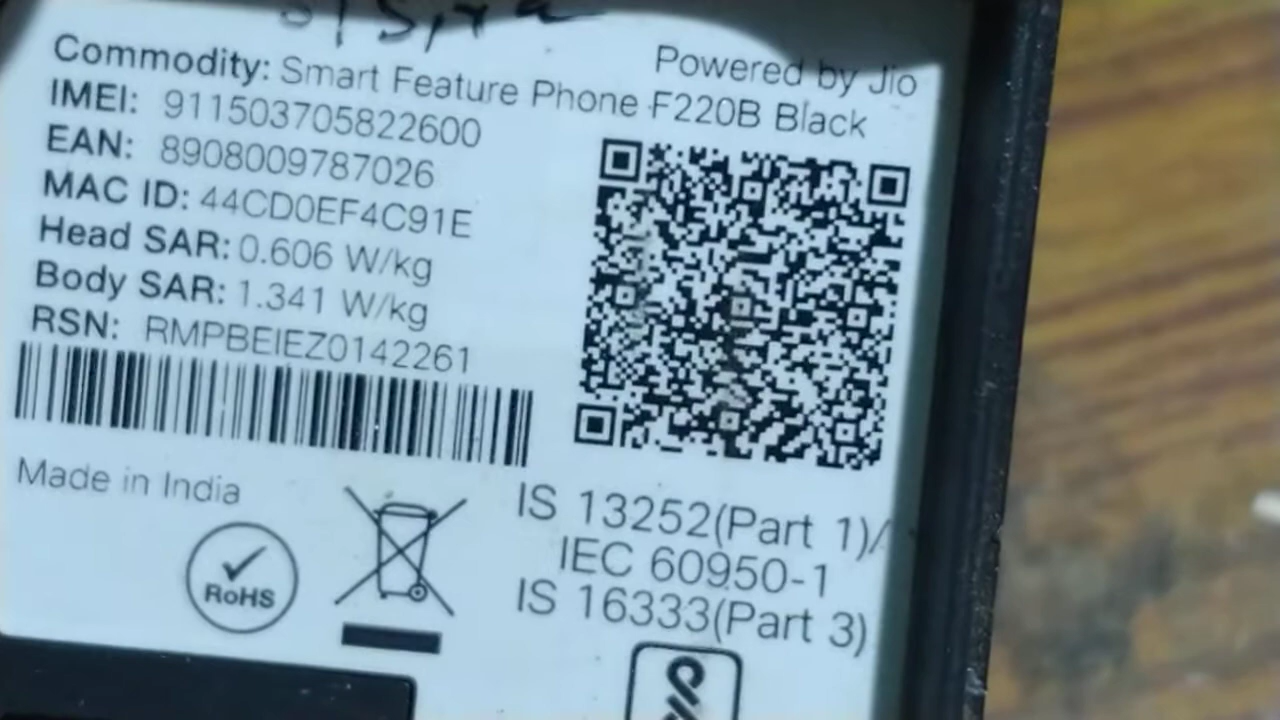 Powered by Jio
Commodity: Smart Feature Phone F220B Black
IMEI: 911503705822600
EAN: 8908009787026
MAC ID: 44CD0EF4C91E
Head SAR: 0.606 W/kg
Body SAR: 1.341 W/kg
RSN: RMPBEIEZ0142261
Made in India
RoHS
IS 13252(Part 1)/
IEC 60950-1
IS 16333(Part 3)